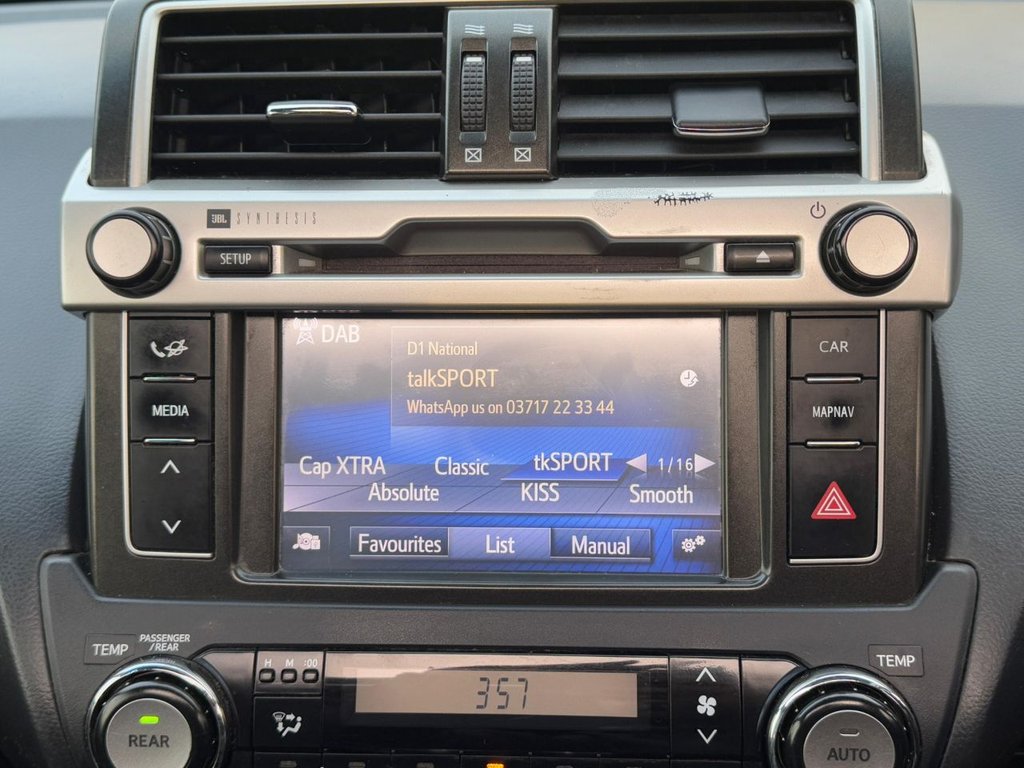 JBL SYNTHESIS
SETUP
DAB
D1 National
talkSPORT
WhatsApp us on 03717 22 33 44
Cap XTRA Classic tkSPORT 1/16
Absolute KISS Smooth
Favourites List Manual
MEDIA
CAR
MAPNAV
TEMP PASSENGER
/REAR
TEMP
H M :00
357
REAR
AUTO